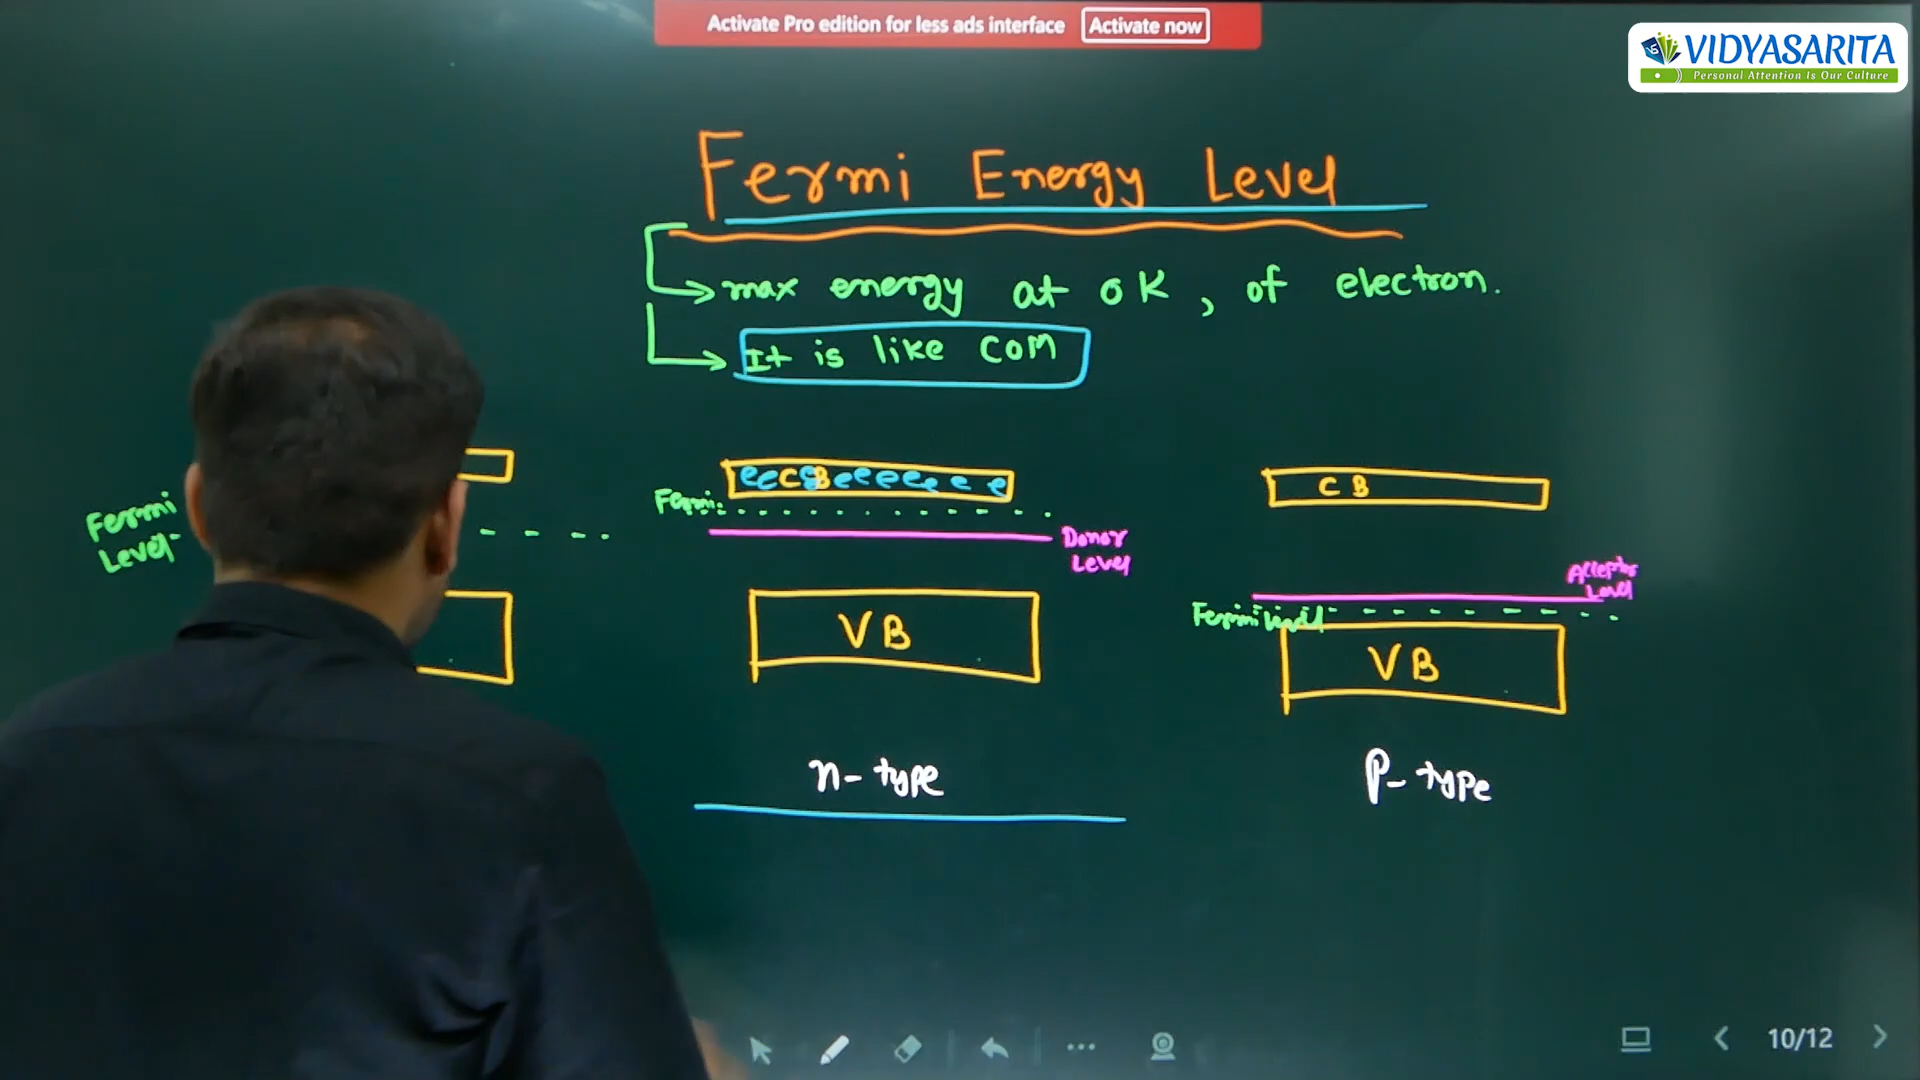 Activate Pro edition for less ads interface Activate now
VIDYASARITA
Personal Attention Is Our Culture
Fermi Energy Level
max energy at 0K, of electron.
It is like COM
Fermi
Level
Fermi
eeCeBeeeeeee
Donor
Level
VB
n-type
CB
Acceptor
Level
Fermi level
VB
P-type
10/12